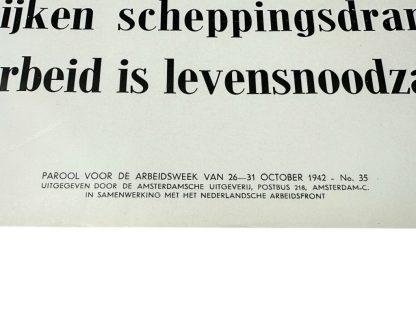 ijken scheppingsdran
rbeid is levensnoodza
PAROOL VOOR DE ARBEIDSWEEK VAN 26—31 OCTOBER 1942 - No. 35
UITGEGEVEN DOOR DE AMSTERDAMSCHE UITGEVERIJ, POSTBUS 218, AMSTERDAM-C.
IN SAMENWERKING MET HET NEDERLANDSCHE ARBEIDSFRONT